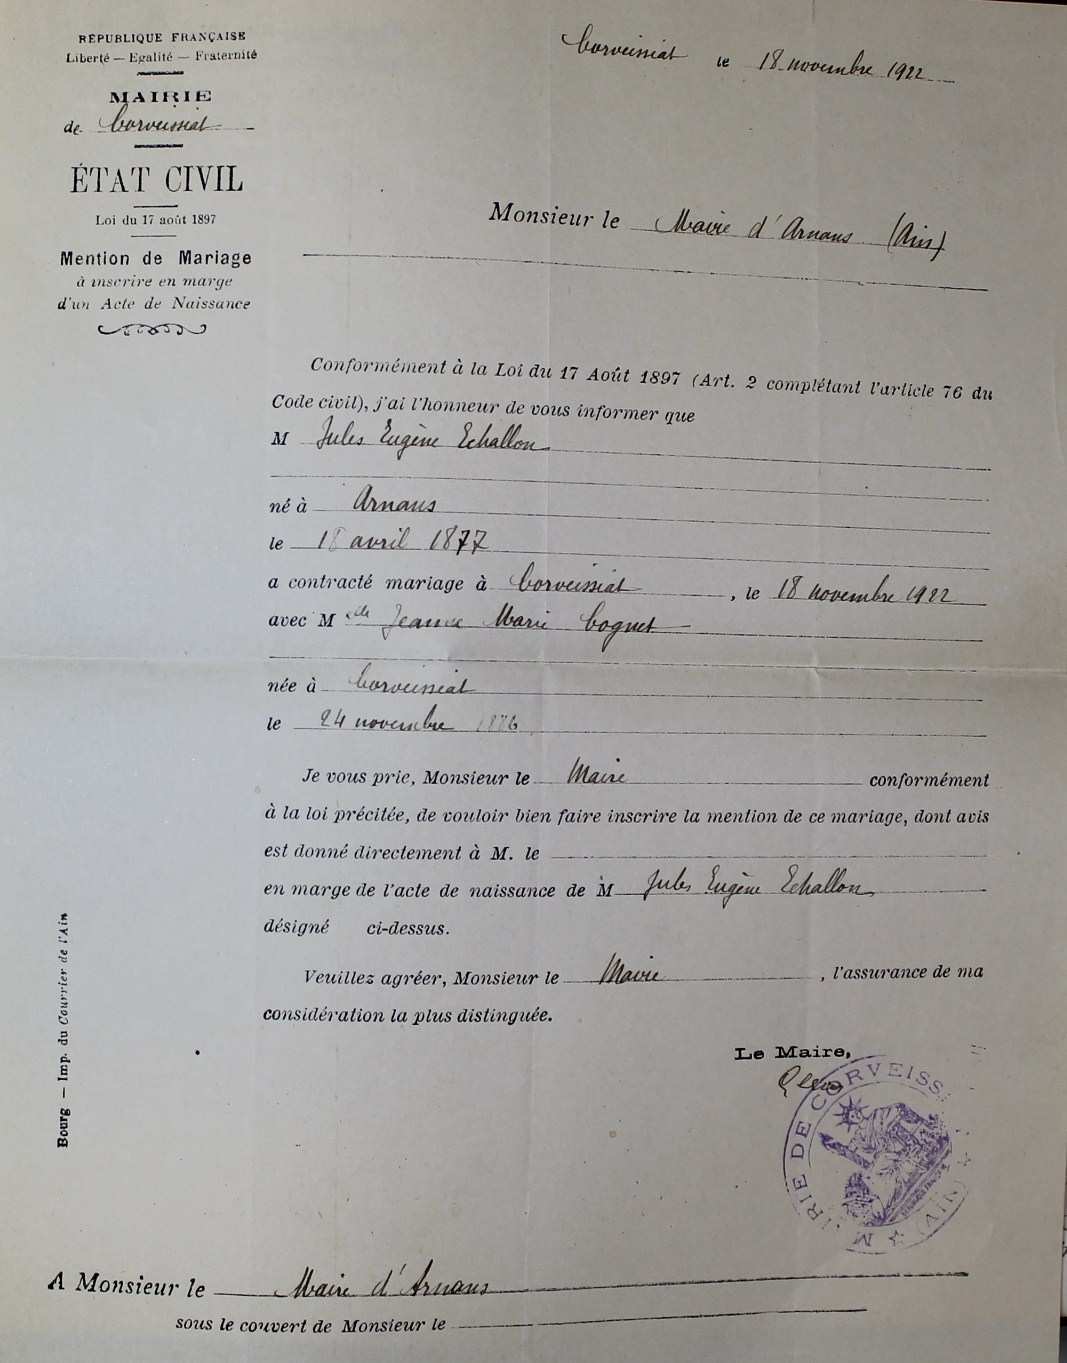 RÉPUBLIQUE FRANÇAISE
Liberté — Egalité — Fraternité
MAIRIE
de Corveissiat
ÉTAT CIVIL
Loi du 17 août 1897
Mention de Mariage
à inscrire en marge
d'un Acte de Naissance
Corveissiat le 18 novembre 1922
Monsieur le Maire d'Arnans (Ain)
Conformément à la Loi du 17 Août 1897 (Art. 2 complétant l'article 76 du
Code civil), j'ai l'honneur de vous informer que
M Jules Eugène Echallon
né à Arnans
le 18 avril 1877
a contracté mariage à Corveissiat, le 18 novembre 1922
avec Melle Jeanne Marie Cognet
née à Corveissiat
le 24 novembre 1876
Je vous prie, Monsieur le Maire conformément
à la loi précitée, de vouloir bien faire inscrire la mention de ce mariage, dont avis
est donné directement à M. le
en marge de l'acte de naissance de M Jules Eugène Echallon
désigné ci-dessus.
Veuillez agréer, Monsieur le Maire, l'assurance de ma
considération la plus distinguée.
Le Maire,
MAIRIE DE CORVEISSIAT (AIN)
A Monsieur le Maire d'Arnans
sous le couvert de Monsieur le
Bourg — Imp. du Courrier de l'Ain